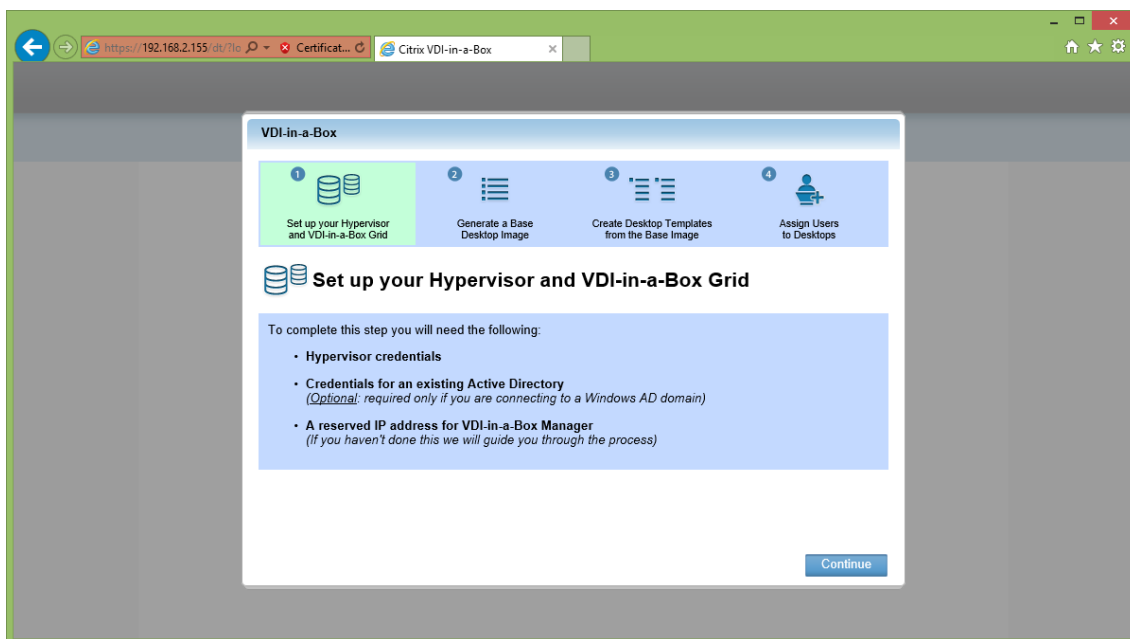 https://192.168.2.155/dt/?lo
Certificat...
Citrix VDI-in-a-Box
VDI-in-a-Box
1
Set up your Hypervisor
and VDI-in-a-Box Grid
2
Generate a Base
Desktop Image
3
Create Desktop Templates
from the Base Image
4
Assign Users
to Desktops
Set up your Hypervisor and VDI-in-a-Box Grid
To complete this step you will need the following:
• Hypervisor credentials
• Credentials for an existing Active Directory
(Optional: required only if you are connecting to a Windows AD domain)
• A reserved IP address for VDI-in-a-Box Manager
(If you haven't done this we will guide you through the process)
Continue